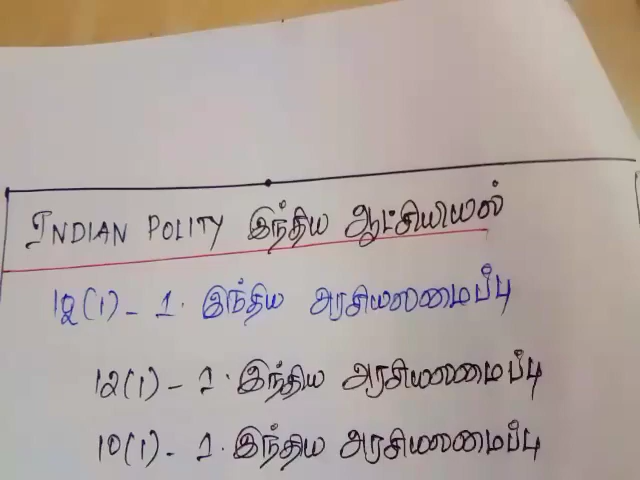 INDIAN POLITY இந்திய ஆட்சியியல்
12(1) - 1. இந்திய அரசியலமைப்பு
12(1) - 1. இந்திய அரசியலமைப்பு
10(1) - 1. இந்திய அரசியலமைப்பு